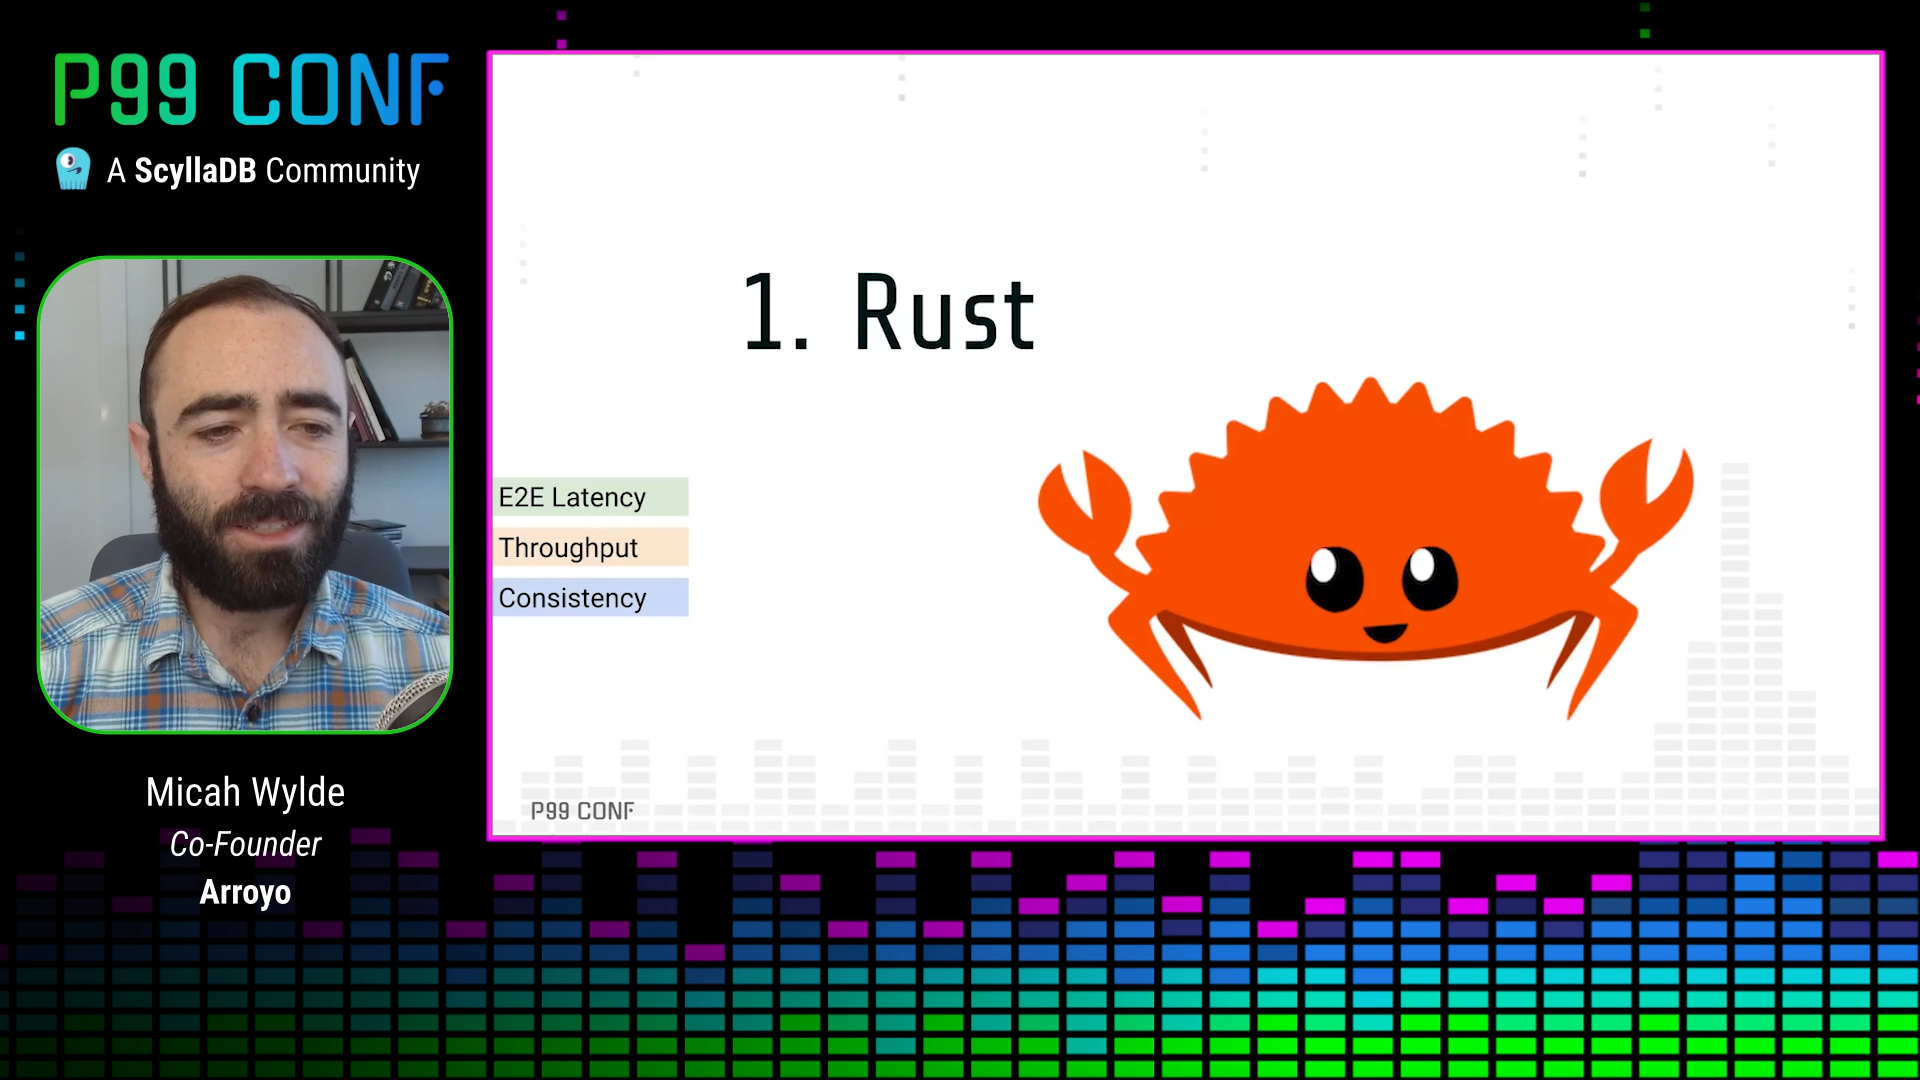 P99 CONF
A ScyllaDB Community
Micah Wylde
Co-Founder
Arroyo
1. Rust
E2E Latency
Throughput
Consistency
P99 CONF